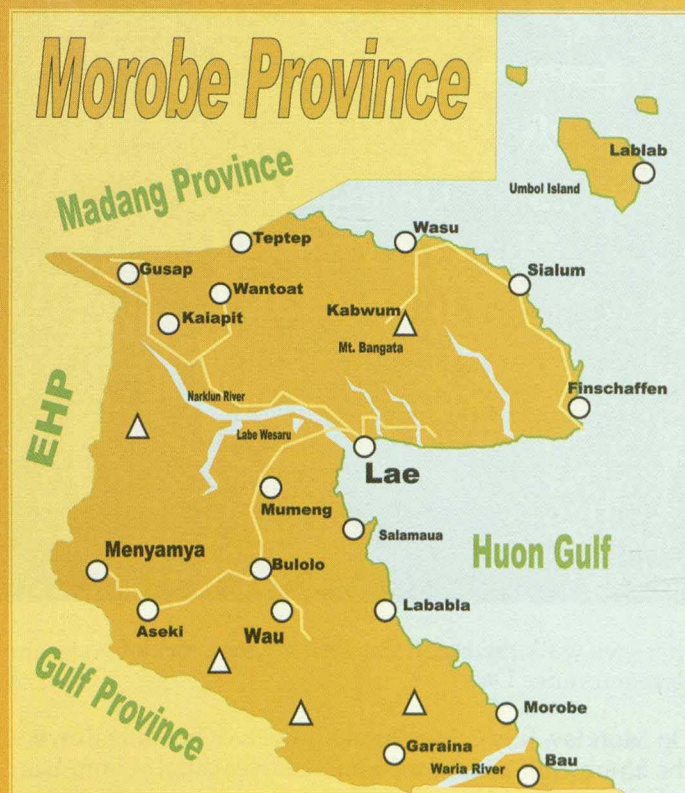 Morobe Province
Lablab
Umbol Island
Madang Province
Teptep
Wasu
Gusap
Sialum
Wantoat
Kabwum
Kaiapit
Mt. Bangata
EHP
Narklun River
Finschaffen
Labe Wesaru
Lae
Mumeng
Salamaua
Menyamya
Bulolo
Huon Gulf
Aseki
Wau
Lababla
Gulf Province
Morobe
Garaina
Waria River
Bau